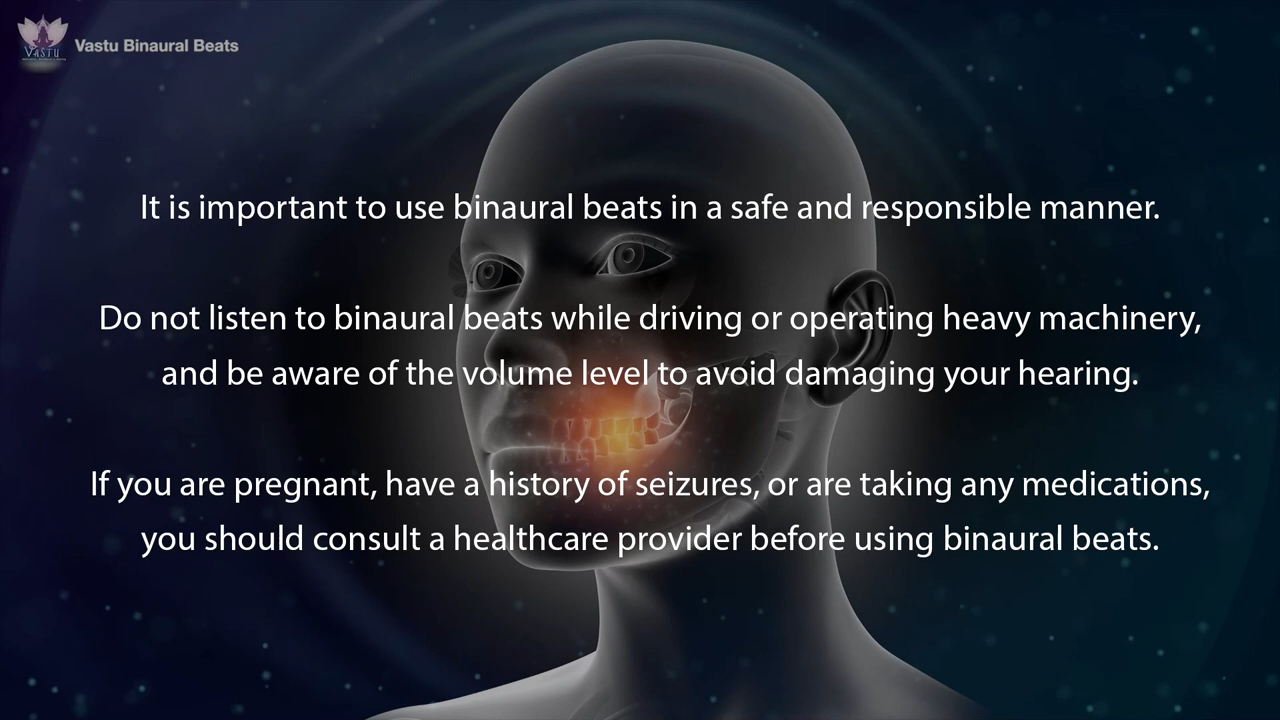 Vastu Binaural Beats
VASTU
It is important to use binaural beats in a safe and responsible manner.
Do not listen to binaural beats while driving or operating heavy machinery,
and be aware of the volume level to avoid damaging your hearing.
If you are pregnant, have a history of seizures, or are taking any medications,
you should consult a healthcare provider before using binaural beats.